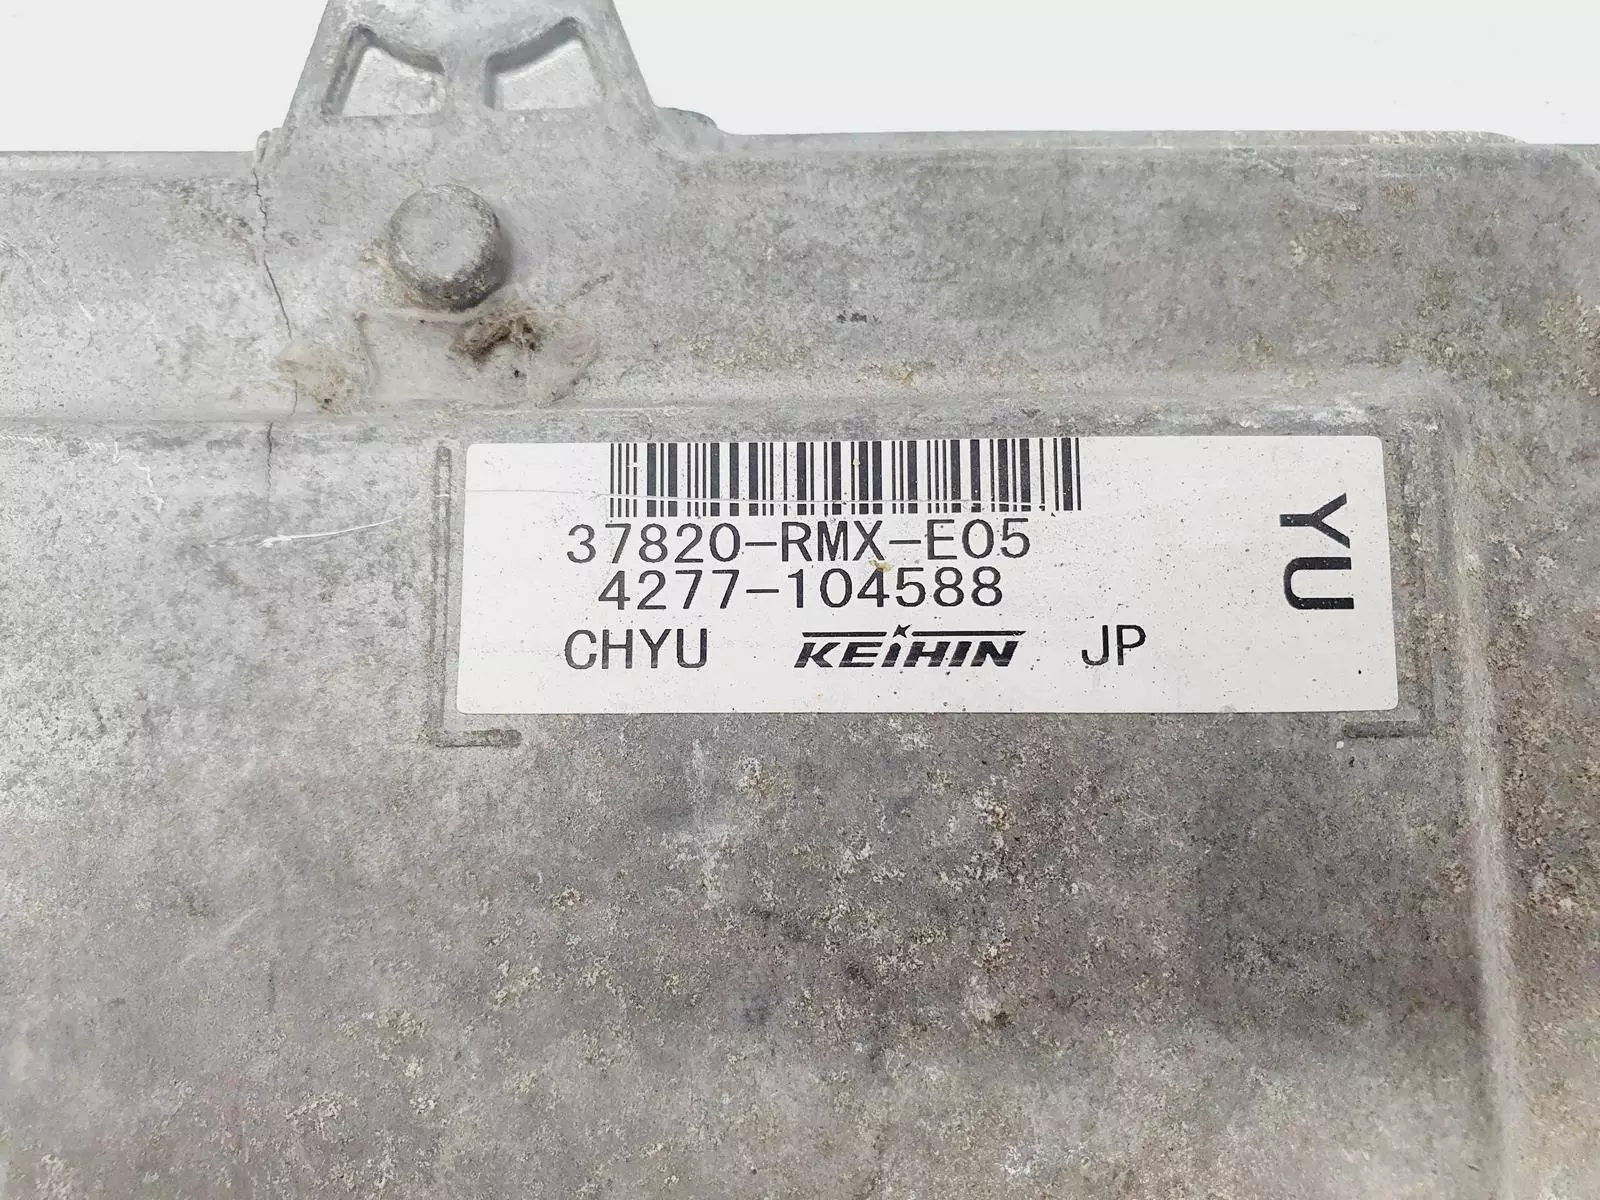 37820-RMX-E05
4277-104588
CHYU KEIHIN JP
YU